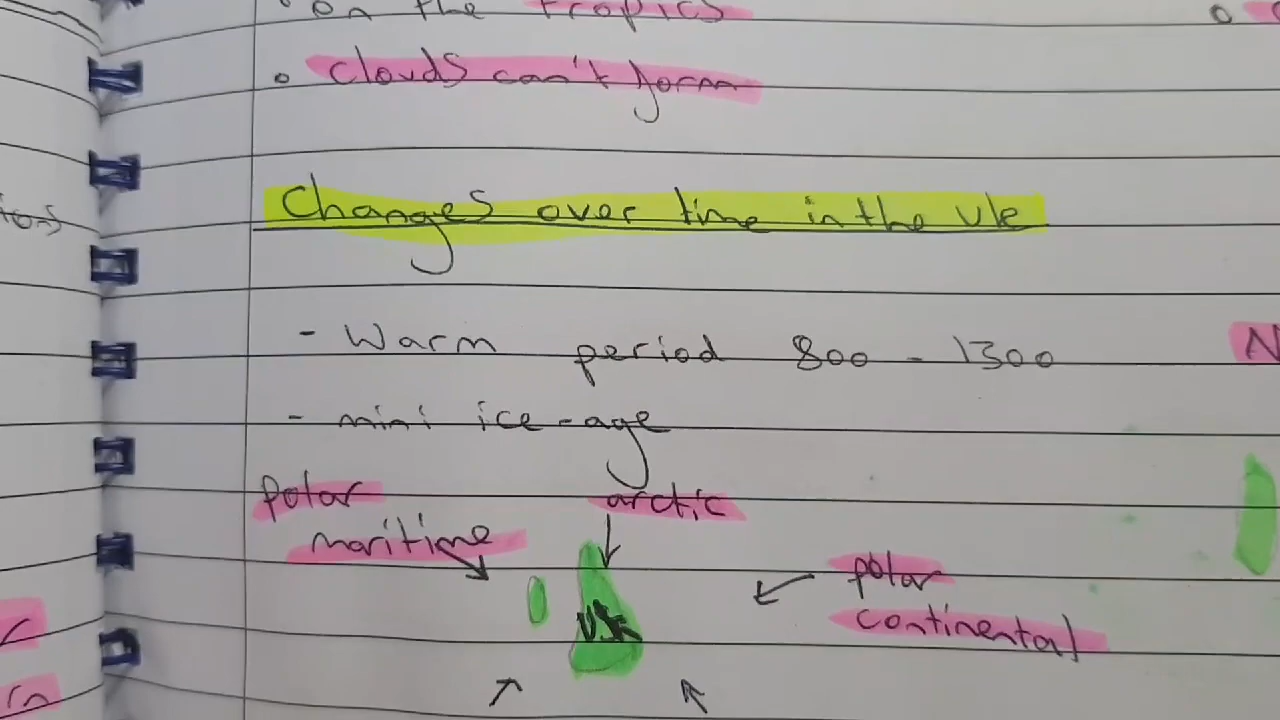 on the tropics
clouds can't form
Changes over time in the UK
- Warm period 800 - 1300
- mini ice-age
polar
maritime
arctic
polar
continental
UK
N